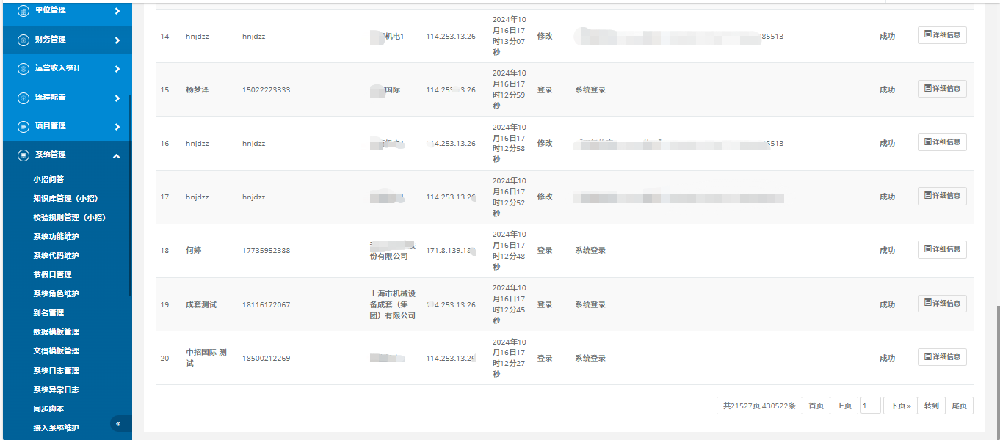 单位管理
财务管理
运营收入统计
流程配置
项目管理
系统管理
小招问答
知识库管理（小招）
校验规则管理（小招）
系统功能维护
系统代码维护
节假日管理
系统角色维护
别名管理
数据模板管理
文档模板管理
系统日志管理
系统异常日志
同步脚本
接入系统维护
«
14 hnjdzz hnjdzz 机电1 114.253.13.26 2024年10 修改 85513 成功 详细信息
月16日17
时13分07
秒
15 杨梦泽 15022223333 国际 114.253.13.26 2024年10 登录 系统登录 成功 详细信息
月16日17
时12分59
秒
16 hnjdzz hnjdzz 4.253.13.26 2024年10 修改 5513 成功 详细信息
月16日17
时12分58
秒
17 hnjdzz hnjdzz 114.253.13.26 2024年10 修改 成功 详细信息
月16日17
时12分52
秒
18 何婷 17735952388 份有限公司 171.8.139.18 2024年10 登录 系统登录 成功 详细信息
月16日17
时12分48
秒
19 成套测试 18116172067 上海市机械设 4.253.13.26 2024年10 登录 系统登录 成功 详细信息
备成套（集 月16日17
团）有限公司 时12分45
秒
20 中招国际-测 18500212269 114.253.13.26 2024年10 登录 系统登录 成功 详细信息
试 月16日17
时12分27
秒
共21527页,430522条 首页 上页 1 下页 » 转到 尾页